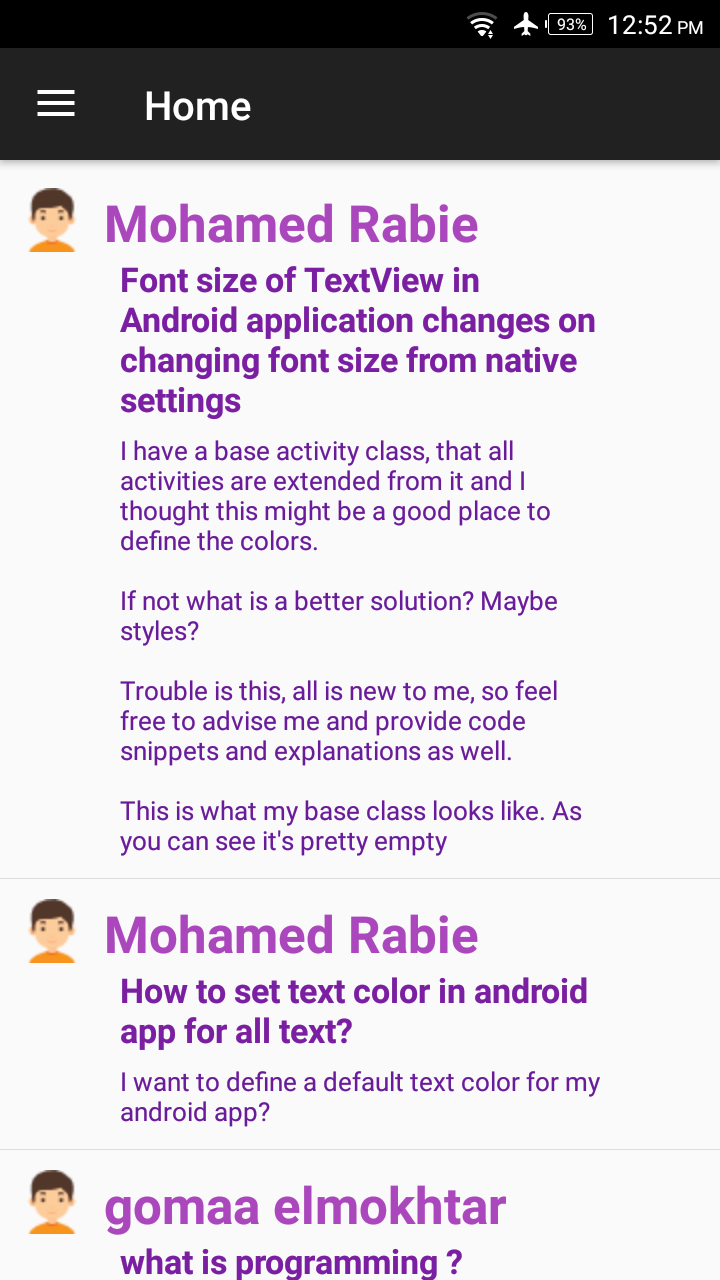 93% 12:52 PM
Home
Mohamed Rabie
Font size of TextView in
Android application changes on
changing font size from native
settings
I have a base activity class, that all
activities are extended from it and I
thought this might be a good place to
define the colors.
If not what is a better solution? Maybe
styles?
Trouble is this, all is new to me, so feel
free to advise me and provide code
snippets and explanations as well.
This is what my base class looks like. As
you can see it's pretty empty
Mohamed Rabie
How to set text color in android
app for all text?
I want to define a default text color for my
android app?
gomaa elmokhtar
what is programming ?